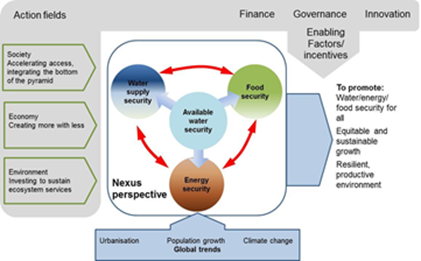 Action fields
Finance
Governance
Innovation
Enabling
Factors/
incentives
Society
Accelerating access,
integrating the bottom
of the pyramid
Economy
Creating more with less
Environment
Investing to sustain
ecosystem services
Water
supply
security
Food
security
Available
water
security
Energy
security
Nexus
perspective
To promote:
Water/energy/
food security for
all
Equitable and
sustainable
growth
Resilient,
productive
environment
Urbanisation
Population growth
Climate change
Global trends